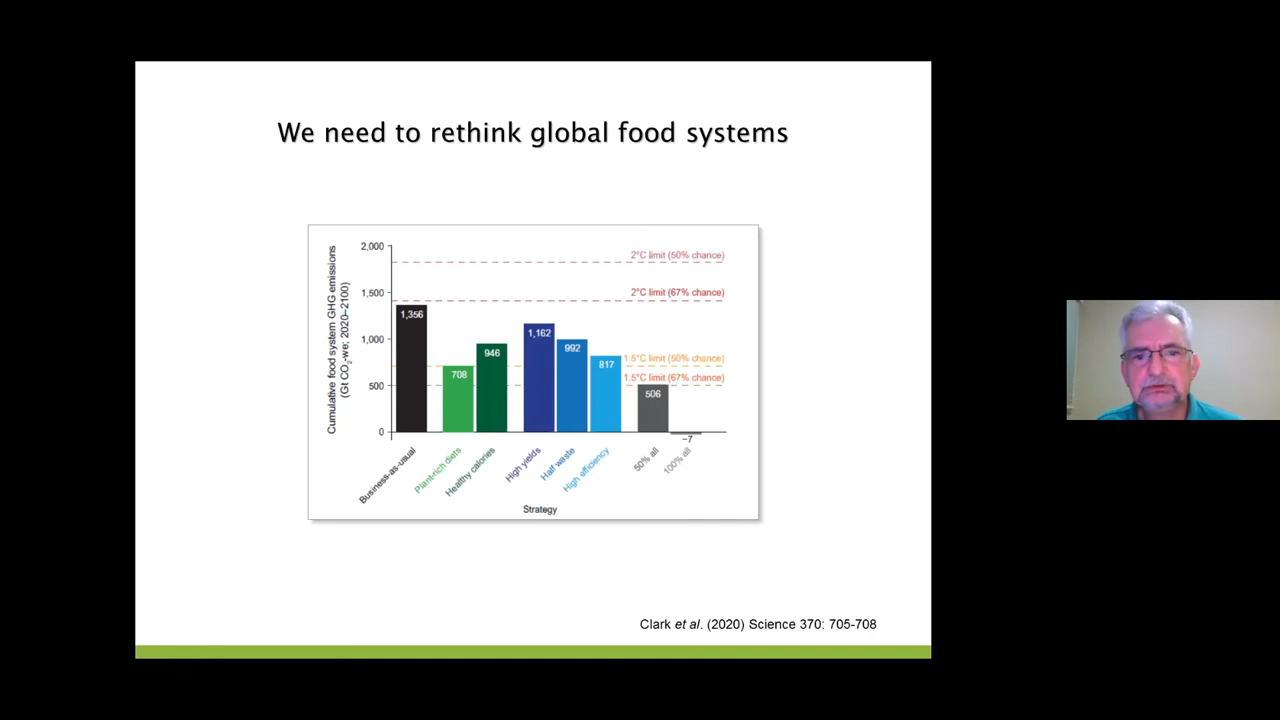 We need to rethink global food systems
Cumulative food system GHG emissions
(Gt CO2-we; 2020–2100)
2,000
1,500
1,000
500
0
2°C limit (50% chance)
2°C limit (67% chance)
1.5°C limit (50% chance)
1.5°C limit (67% chance)
1,356
708
946
1,162
992
817
506
−7
Business-as-usual
Plant-rich diets
Healthy calories
High yields
Half waste
High efficiency
50% all
100% all
Strategy
Clark et al. (2020) Science 370: 705-708